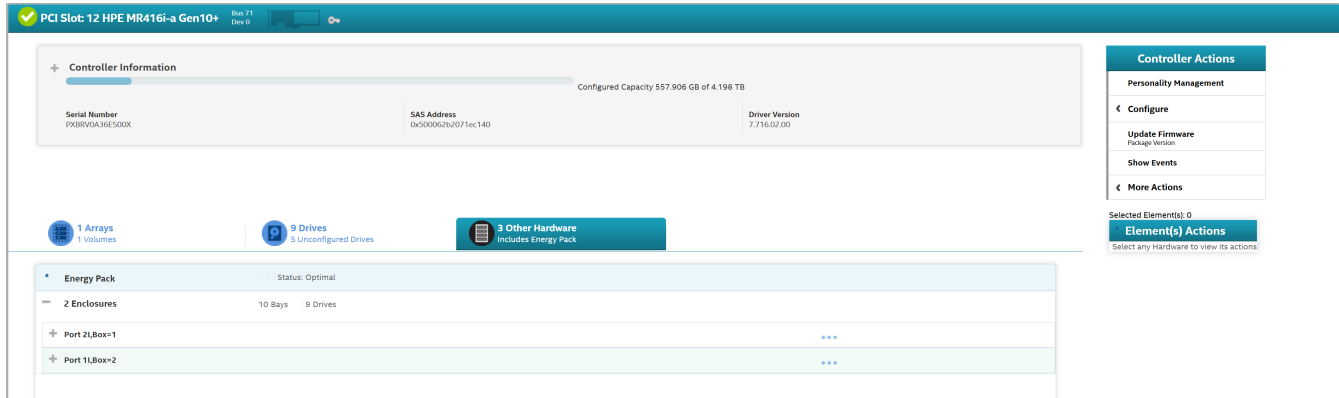 PCI Slot: 12 HPE MR416i-a Gen10+
Bus 71
Dev 0
Controller Information
Configured Capacity 557.906 GB of 4.198 TB
Serial Number
PXBRV0A36ES00X
SAS Address
0x500062b2071ec140
Driver Version
7.716.02.00
Controller Actions
Personality Management
Configure
Update Firmware
Package Version
Show Events
More Actions
1 Arrays
1 Volumes
9 Drives
5 Unconfigured Drives
3 Other Hardware
Includes Energy Pack
Selected Element(s): 0
Element(s) Actions
Select any Hardware to view its actions
Energy Pack Status: Optimal
2 Enclosures 10 Bays 9 Drives
Port 2I,Box=1
Port 1I,Box=2